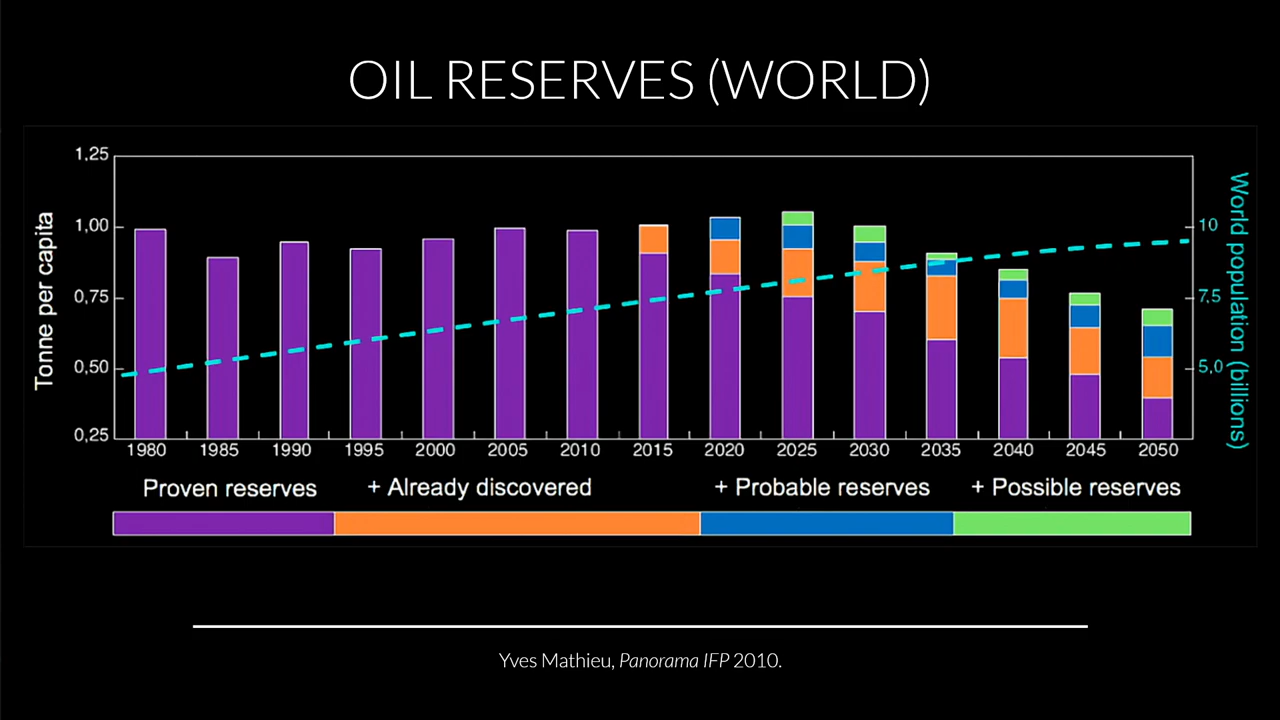 OIL RESERVES (WORLD)
Tonne per capita
1,25
1,00
0,75
0,50
0,25
10
7,5
5,0
World population (billions)
1980 1985 1990 1995 2000 2005 2010 2015 2020 2025 2030 2035 2040 2045 2050
Proven reserves + Already discovered + Probable reserves + Possible reserves
Yves Mathieu, Panorama IFP 2010.